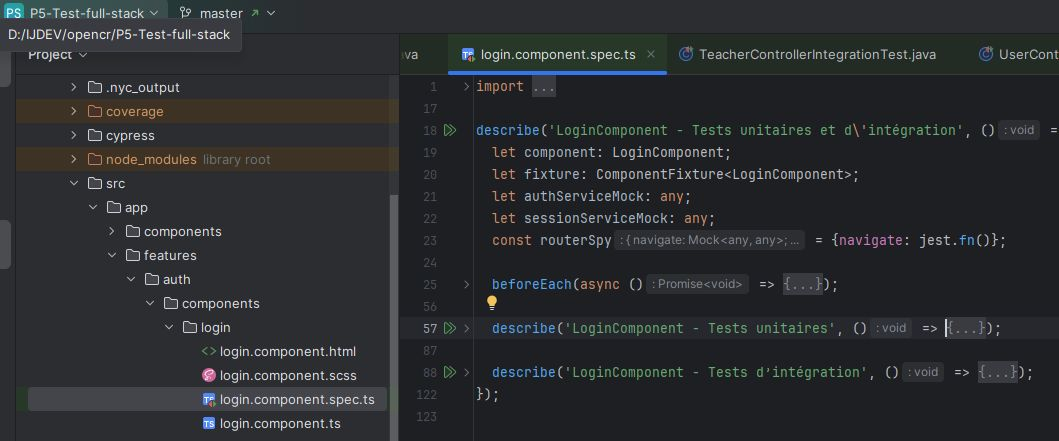 PS P5-Test-full-stack master
D:/IJDEV/opencr/P5-Test-full-stack
Project
.nyc_output
coverage
cypress
node_modules library root
src
app
components
features
auth
components
login
login.component.html
login.component.scss
login.component.spec.ts
login.component.ts
ava login.component.spec.ts TeacherControllerIntegrationTest.java UserCont
1 import ...
17
18 describe('LoginComponent - Tests unitaires et d\'intégration', () : void =
19 let component: LoginComponent;
20 let fixture: ComponentFixture<LoginComponent>;
21 let authServiceMock: any;
22 let sessionServiceMock: any;
23 const routerSpy : {navigate: Mock<any, any>;... = {navigate: jest.fn()};
24
25 beforeEach(async () : Promise<void> => {...});
56
57 describe('LoginComponent - Tests unitaires', () : void => {...});
87
88 describe('LoginComponent - Tests d’intégration', () : void => {...});
122 });
123